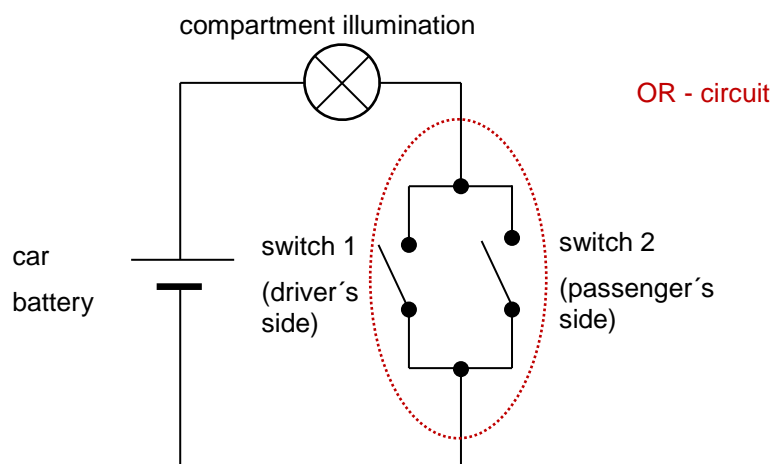 compartment illumination
OR - circuit
car
battery
switch 1
(driver´s
side)
switch 2
(passenger´s
side)